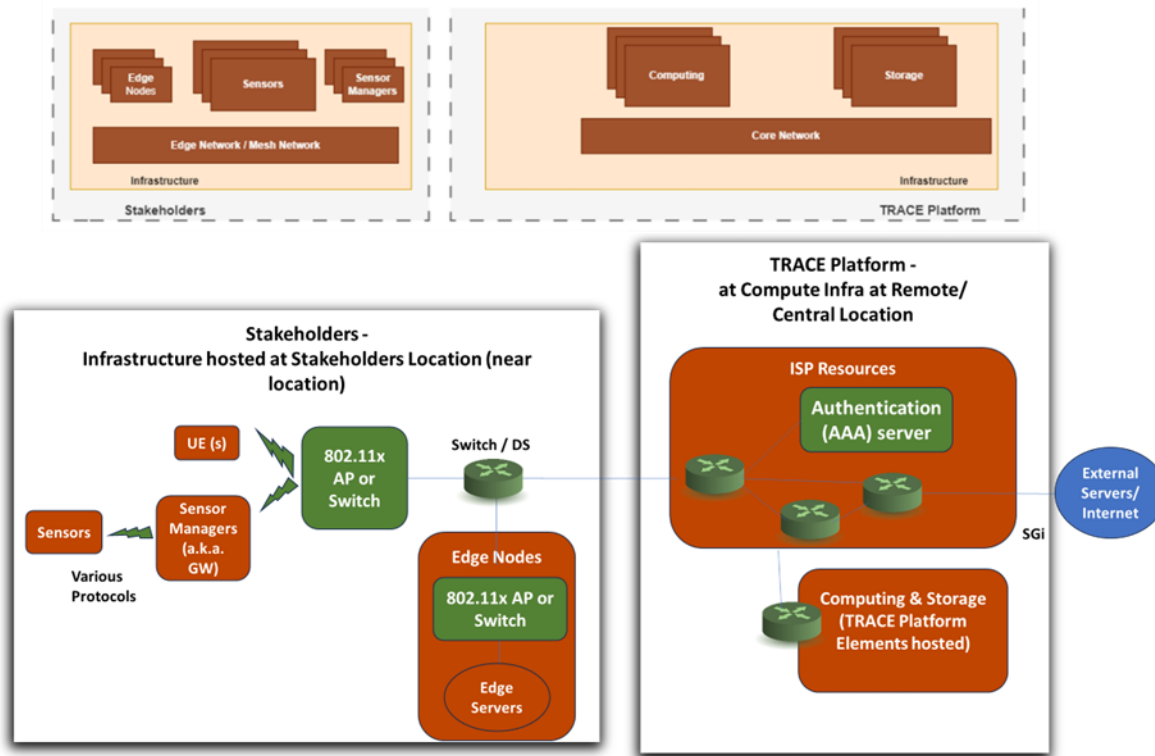 Edge
Nodes
Sensors
Sensor
Managers
Edge Network / Mesh Network
Infrastructure
Stakeholders
Computing
Storage
Core Network
Infrastructure
TRACE Platform
Stakeholders -
Infrastructure hosted at Stakeholders Location (near
location)
UE (s)
802.11x
AP or
Switch
Switch / DS
Sensors
Sensor
Managers
(a.k.a.
GW)
Various
Protocols
Edge Nodes
802.11x AP or
Switch
Edge
Servers
TRACE Platform -
at Compute Infra at Remote/
Central Location
ISP Resources
Authentication
(AAA) server
SGi
External
Servers/
Internet
Computing & Storage
(TRACE Platform
Elements hosted)